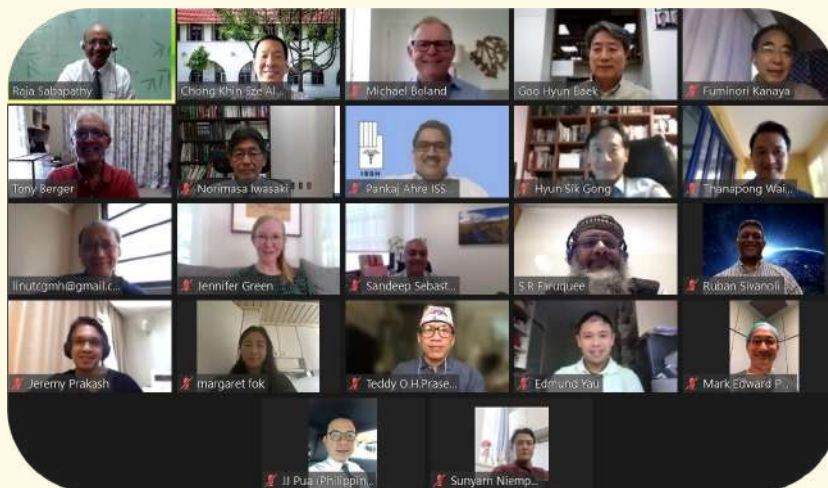 Raja Sabapathy
Chong Khin Sze Al...
Michael Boland
Goo Hyun Baek
Fuminori Kanaya
Tony Berger
Norimasa Iwasaki
ISSH
Pankaj Ahre ISS
Hyun Sik Gong
Thanapong Wai...
linutcgmh@gmail.c...
Jennifer Green
Sandeep Sebast...
S R Faruquee
Ruban Sivanoli
Jeremy Prakash
margaret fok
Teddy O.H.Prase...
Edmund Yau
Mark Edward P...
JJ Pua (Philippin...
Sunyarn Niemp...